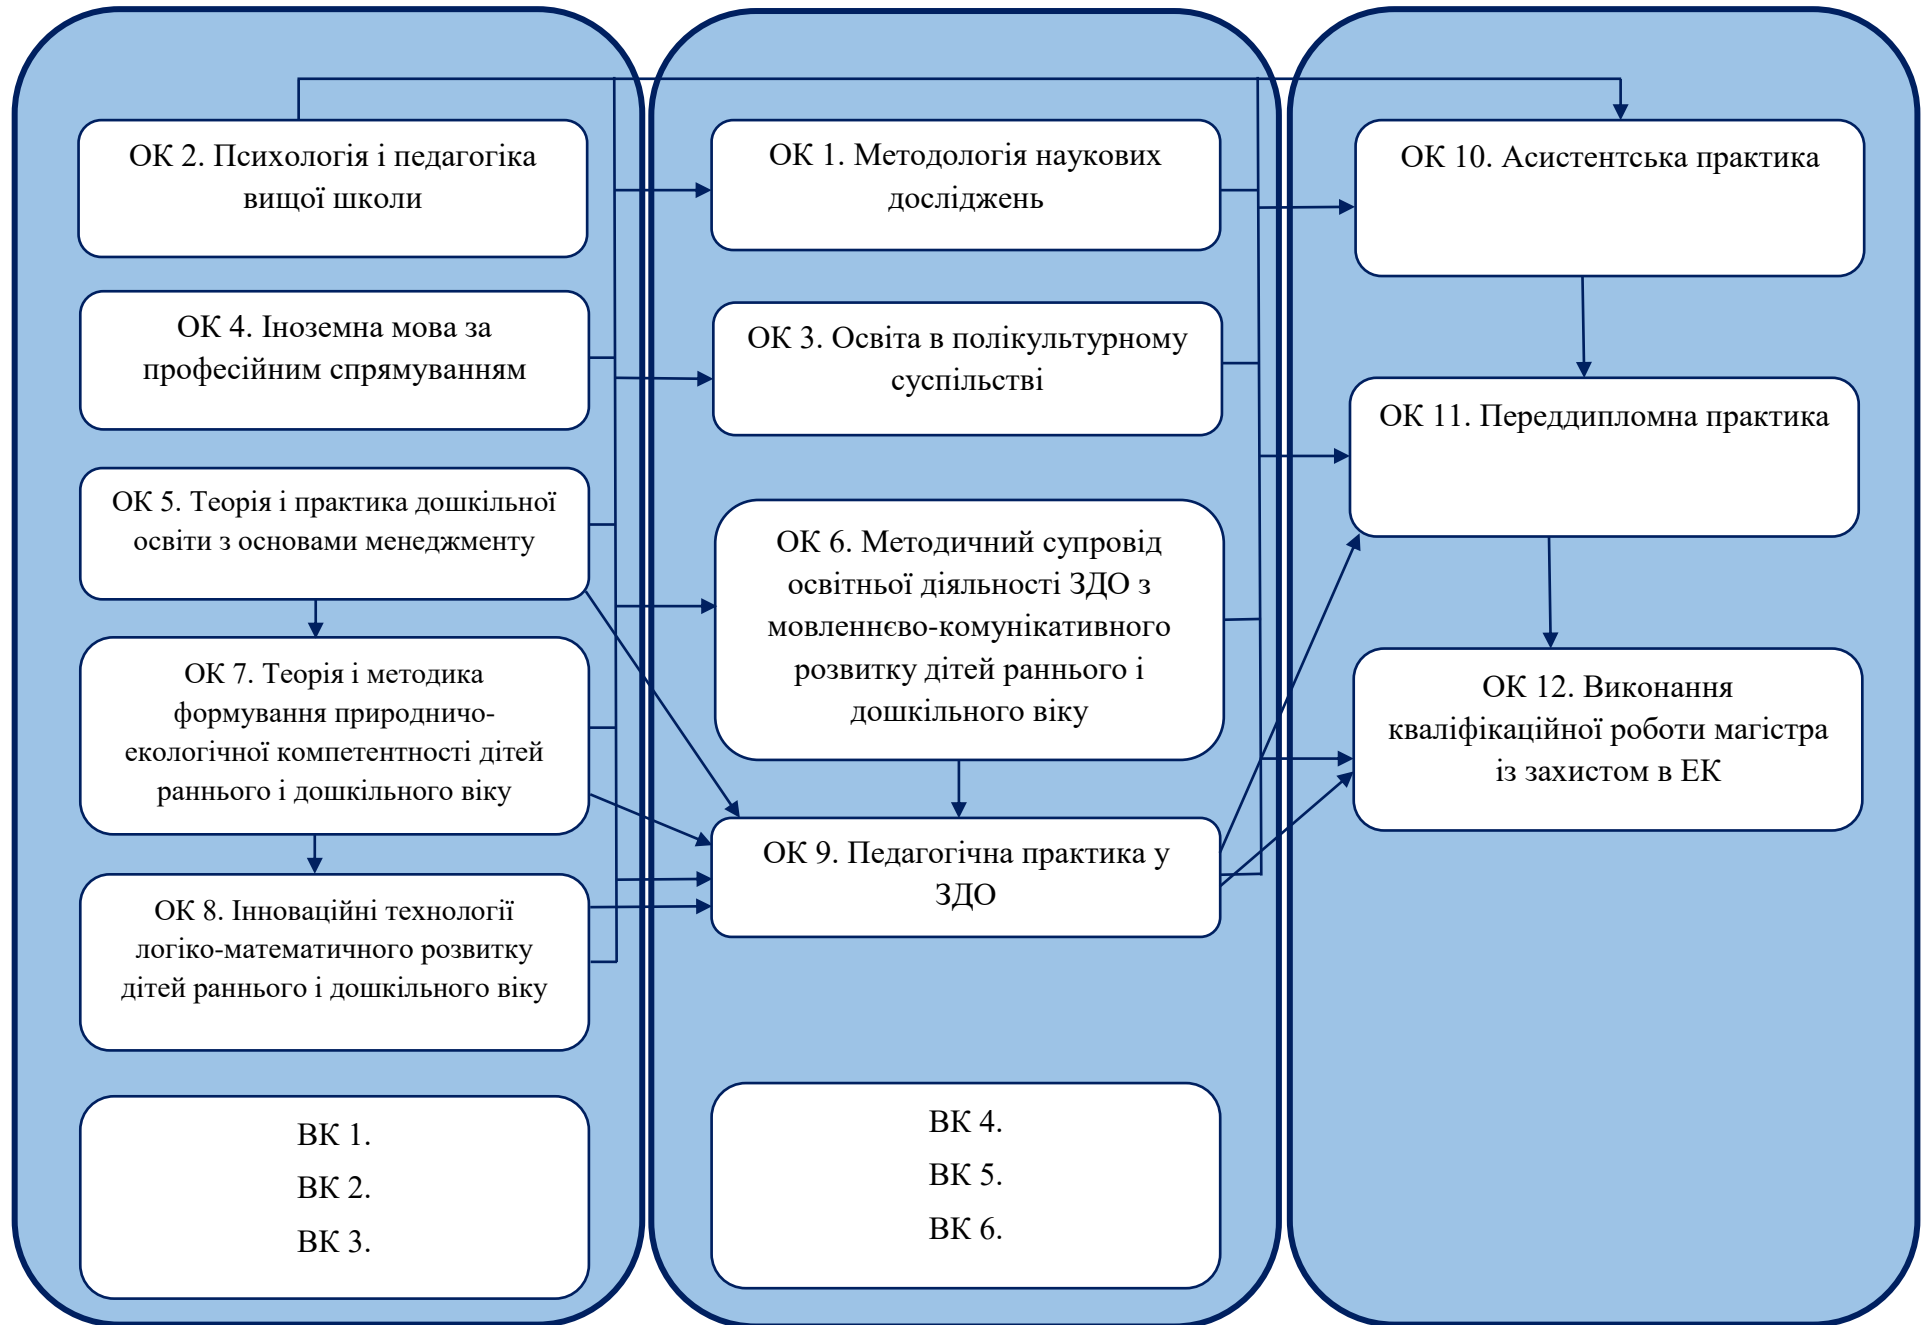 ОК 2. Психологія і педагогіка
вищої школи
ОК 4. Іноземна мова за
професійним спрямуванням
ОК 5. Теорія і практика дошкільної
освіти з основами менеджменту
ОК 7. Теорія і методика
формування природничо-
екологічної компетентності дітей
раннього і дошкільного віку
ОК 8. Інноваційні технології
логіко-математичного розвитку
дітей раннього і дошкільного віку
ВК 1.
ВК 2.
ВК 3.
ОК 1. Методологія наукових
досліджень
ОК 3. Освіта в полікультурному
суспільстві
ОК 6. Методичний супровід
освітньої діяльності ЗДО з
мовленнєво-комунікативного
розвитку дітей раннього і
дошкільного віку
ОК 9. Педагогічна практика у
ЗДО
ВК 4.
ВК 5.
ВК 6.
ОК 10. Асистентська практика
ОК 11. Переддипломна практика
ОК 12. Виконання
кваліфікаційної роботи магістра
із захистом в ЕК